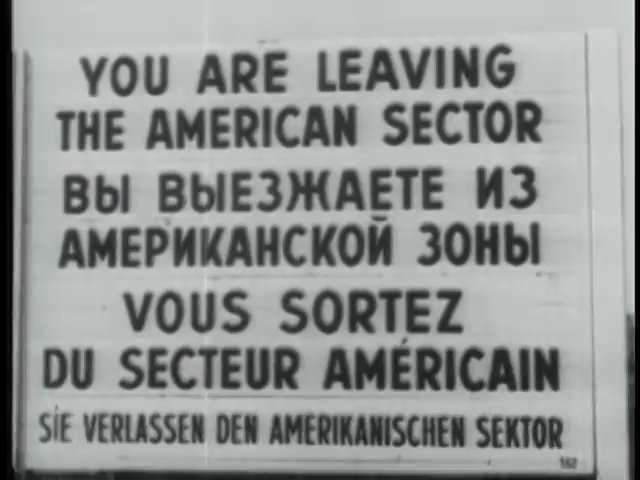 YOU ARE LEAVING
THE AMERICAN SECTOR
ВЫ ВЫЕЗЖАЕТЕ ИЗ
АМЕРИКАНСКОЙ ЗОНЫ
VOUS SORTEZ
DU SECTEUR AMÉRICAIN
SIE VERLASSEN DEN AMERIKANISCHEN SEKTOR